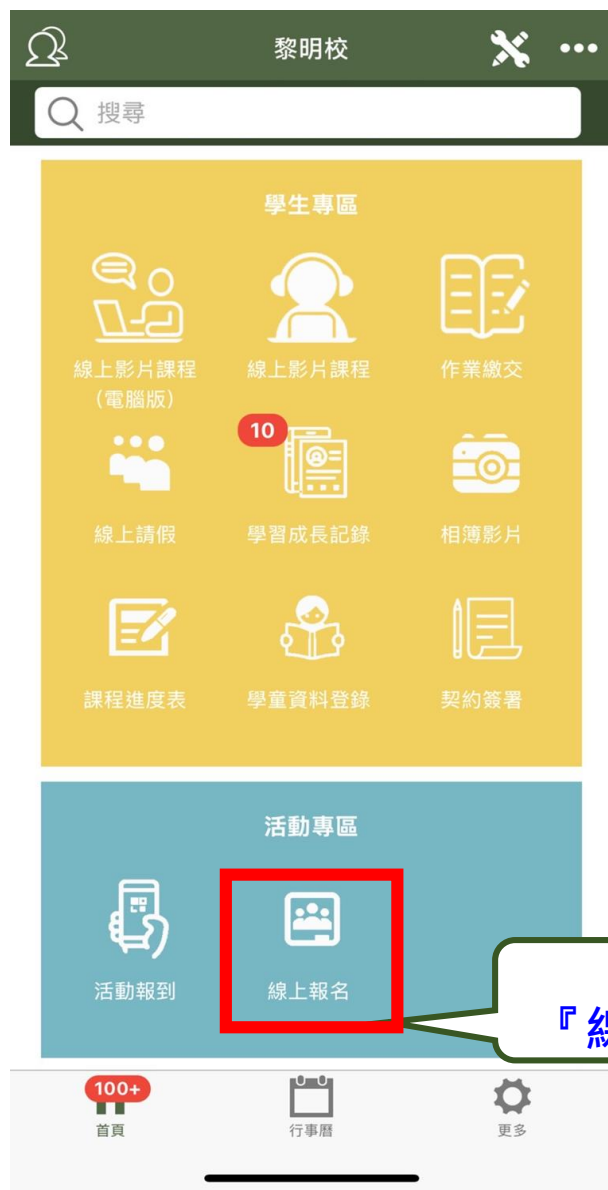 黎明校
搜尋
學生專區
線上影片課程
(電腦版)
線上影片課程
作業繳交
線上請假
10
學習成長記錄
相簿影片
課程進度表
學童資料登錄
契約簽署
活動專區
活動報到
線上報名
『線
100+
首頁
行事曆
更多